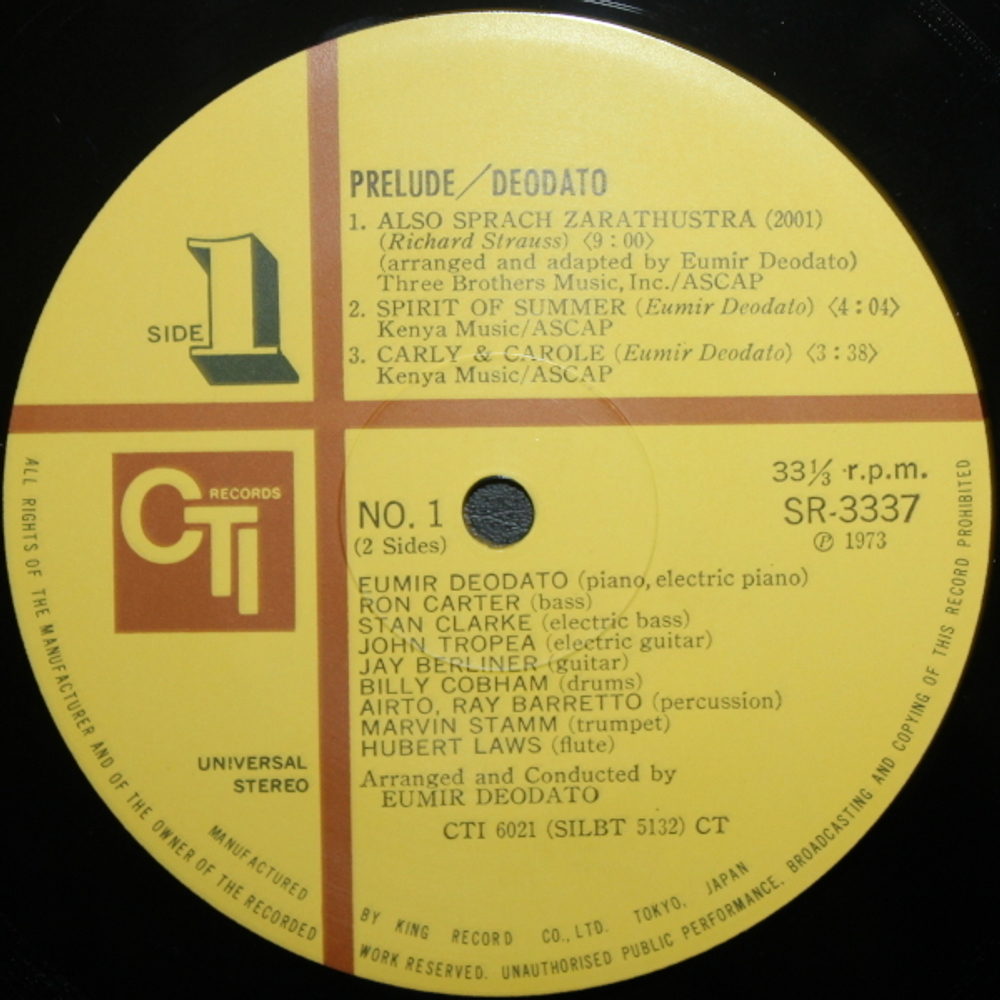 PRELUDE/DEODATO
1. ALSO SPRACH ZARATHUSTRA (2001)
(Richard Strauss) 〈9:00〉
(arranged and adapted by Eumir Deodato)
Three Brothers Music, Inc./ASCAP
2. SPIRIT OF SUMMER (Eumir Deodato) 〈4:04〉
Kenya Music/ASCAP
3. CARLY & CAROLE (Eumir Deodato) 〈3:38〉
Kenya Music/ASCAP
SIDE 1
CTI RECORDS
NO. 1
(2 Sides)
33⅓ r.p.m.
SR-3337
Ⓟ 1973
EUMIR DEODATO (piano, electric piano)
RON CARTER (bass)
STAN CLARKE (electric bass)
JOHN TROPEA (electric guitar)
JAY BERLINER (guitar)
BILLY COBHAM (drums)
AIRTO, RAY BARRETTO (percussion)
MARVIN STAMM (trumpet)
HUBERT LAWS (flute)
Arranged and Conducted by
EUMIR DEODATO
CTI 6021 (SILBT 5132) CT
UNIVERSAL
STEREO
MANUFACTURED BY KING RECORD CO., LTD. TOKYO, JAPAN
ALL RIGHTS OF THE MANUFACTURER AND OF THE OWNER OF THE RECORDED WORK RESERVED. UNAUTHORISED PUBLIC PERFORMANCE, BROADCASTING AND COPYING OF THIS RECORD PROHIBITED